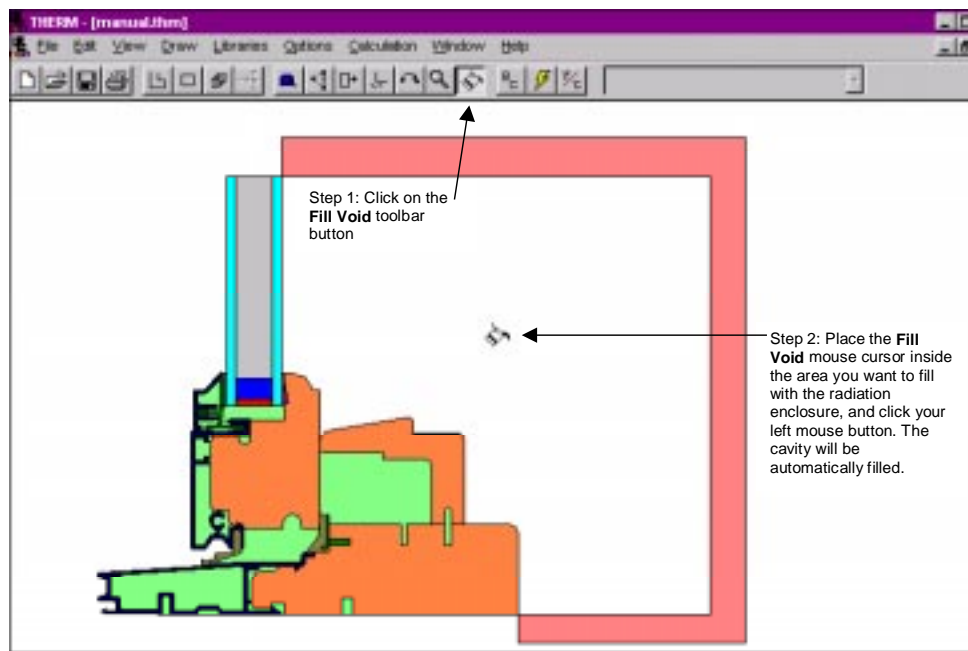 THERM - [manual.thm]
File Edit View Draw Libraries Options Calculation Window Help
Step 1: Click on the
Fill Void toolbar
button
Step 2: Place the Fill
Void mouse cursor inside
the area you want to fill
with the radiation
enclosure, and click your
left mouse button. The
cavity will be
automatically filled.